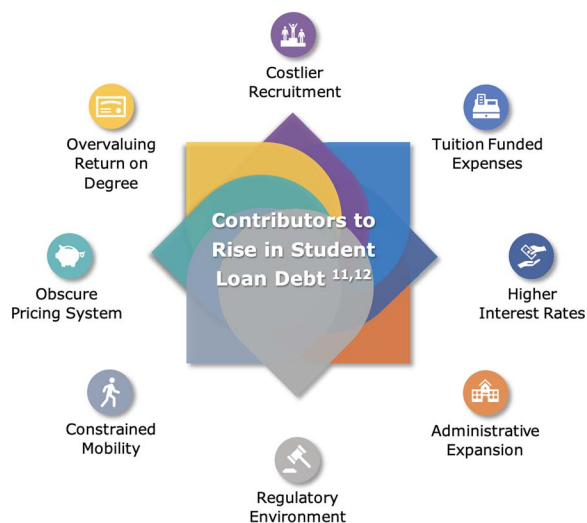 Costlier
Recruitment
Overvaluing
Return on
Degree
Tuition Funded
Expenses
Contributors to
Rise in Student
Loan Debt 11,12
Obscure
Pricing System
Higher
Interest Rates
Constrained
Mobility
Administrative
Expansion
Regulatory
Environment